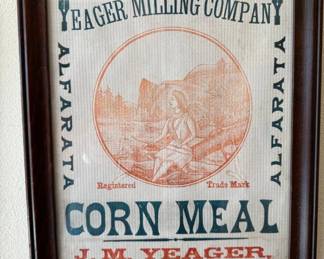 YEAGER MILLING COMPANY
ALFARATA
ALFARATA
Registered Trade Mark
CORN MEAL
J. M. YEAGER,